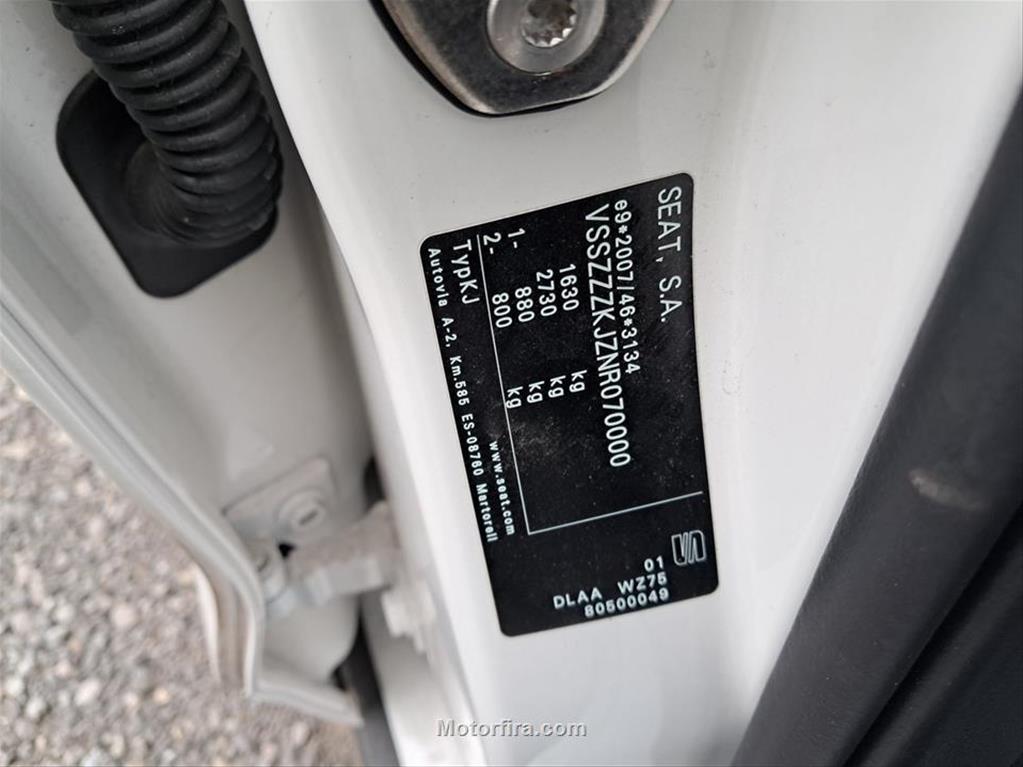 SEAT, S.A.
e9*2007/46*3134
VSSZZZKJZNR070000
1630 kg
2730 kg
1- 880 kg
2- 800 kg
TypKJ www.seat.com
Autovia A-2, Km.585 ES-08760 Martorell
01
DLAA WZ75
80500049
Motorfira.com